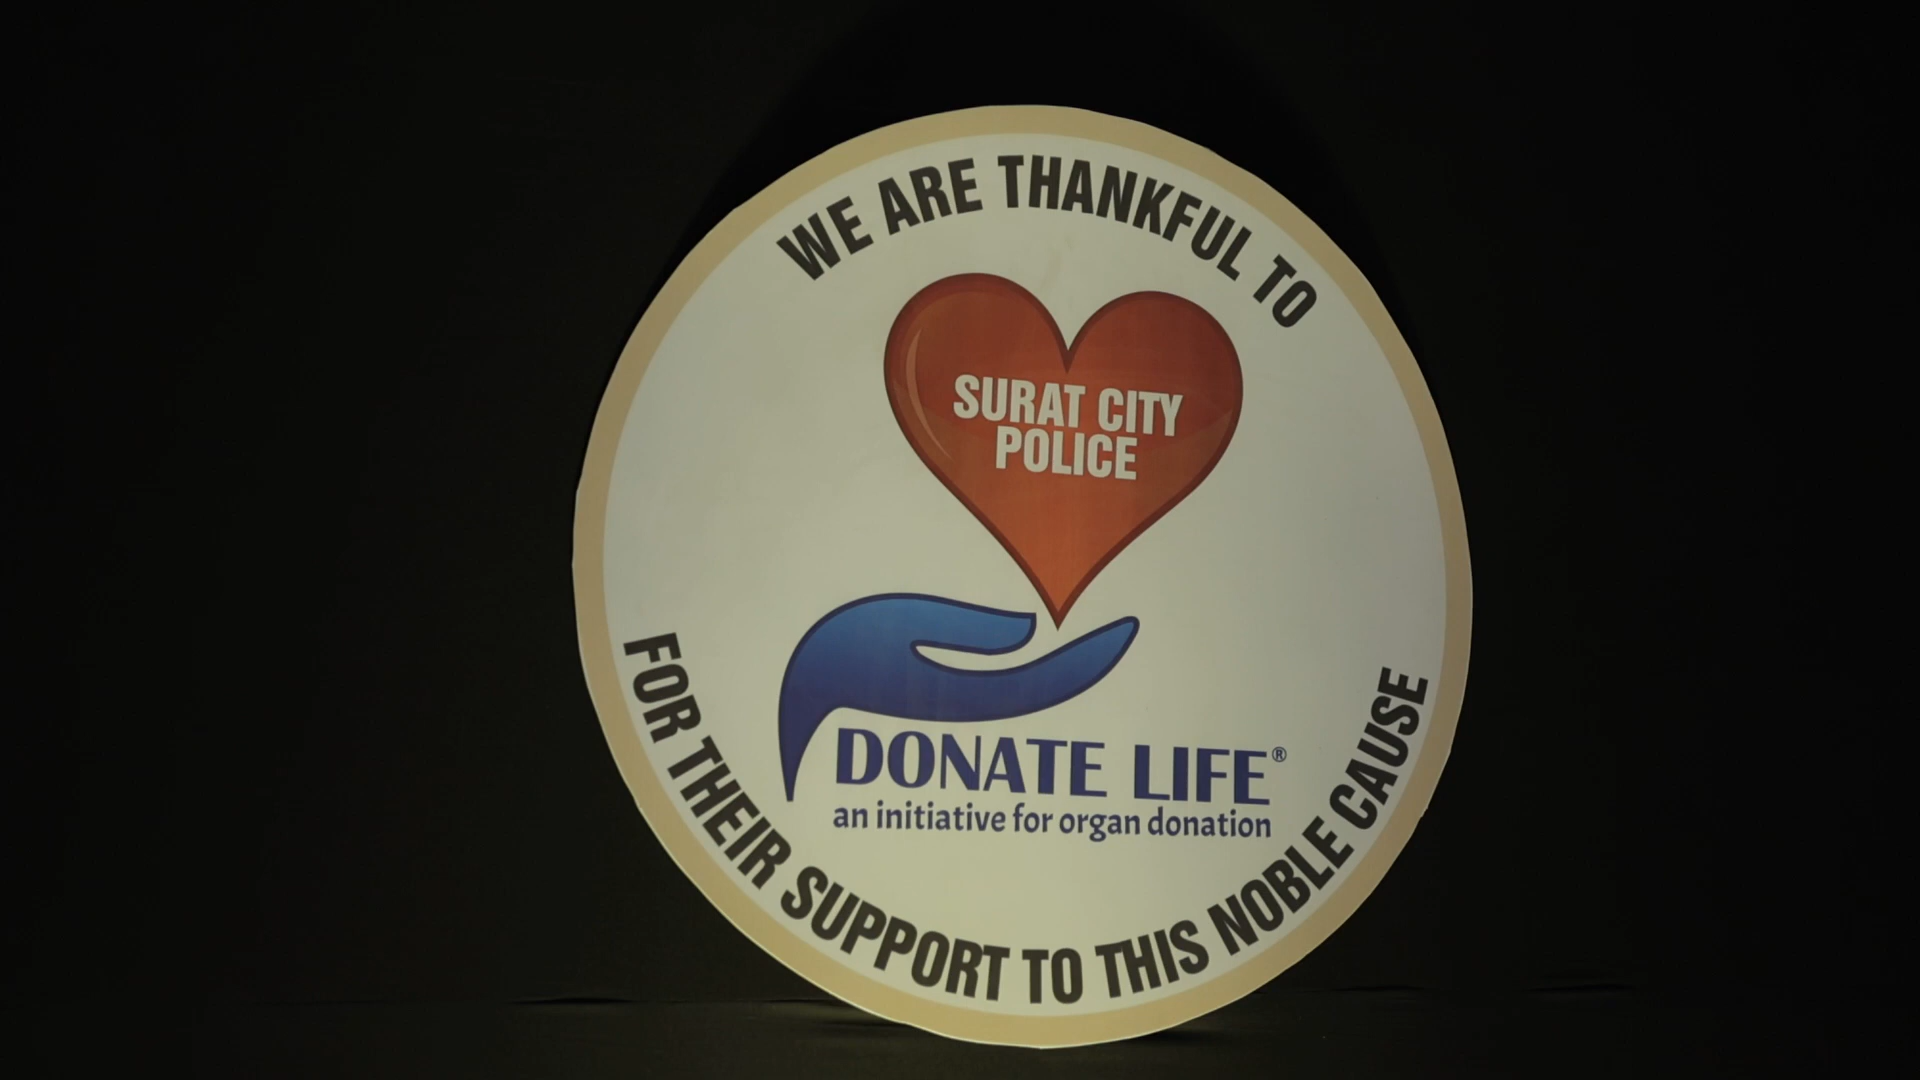 WE ARE THANKFUL TO
SURAT CITY
POLICE
DONATE LIFE®
an initiative for organ donation
FOR THEIR SUPPORT TO THIS NOBLE CAUSE